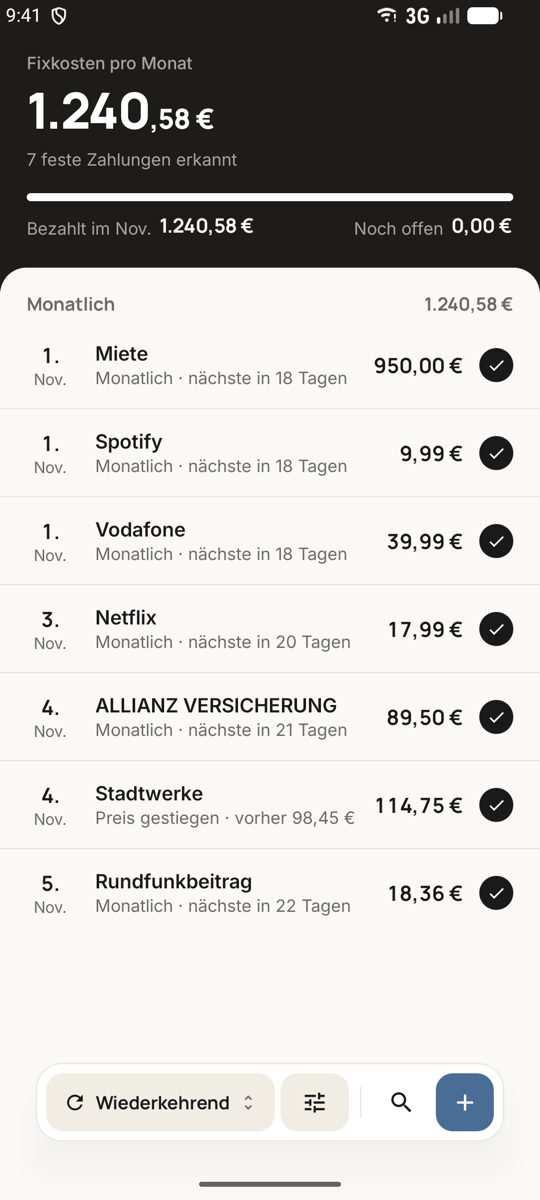 9:41
3G
Fixkosten pro Monat
1.240,58 €
7 feste Zahlungen erkannt
Bezahlt im Nov. 1.240,58 € Noch offen 0,00 €
Monatlich 1.240,58 €
1. Nov.
Miete
Monatlich · nächste in 18 Tagen
950,00 €
1. Nov.
Spotify
Monatlich · nächste in 18 Tagen
9,99 €
1. Nov.
Vodafone
Monatlich · nächste in 18 Tagen
39,99 €
3. Nov.
Netflix
Monatlich · nächste in 20 Tagen
17,99 €
4. Nov.
ALLIANZ VERSICHERUNG
Monatlich · nächste in 21 Tagen
89,50 €
4. Nov.
Stadtwerke
Preis gestiegen · vorher 98,45 €
114,75 €
5. Nov.
Rundfunkbeitrag
Monatlich · nächste in 22 Tagen
18,36 €
Wiederkehrend